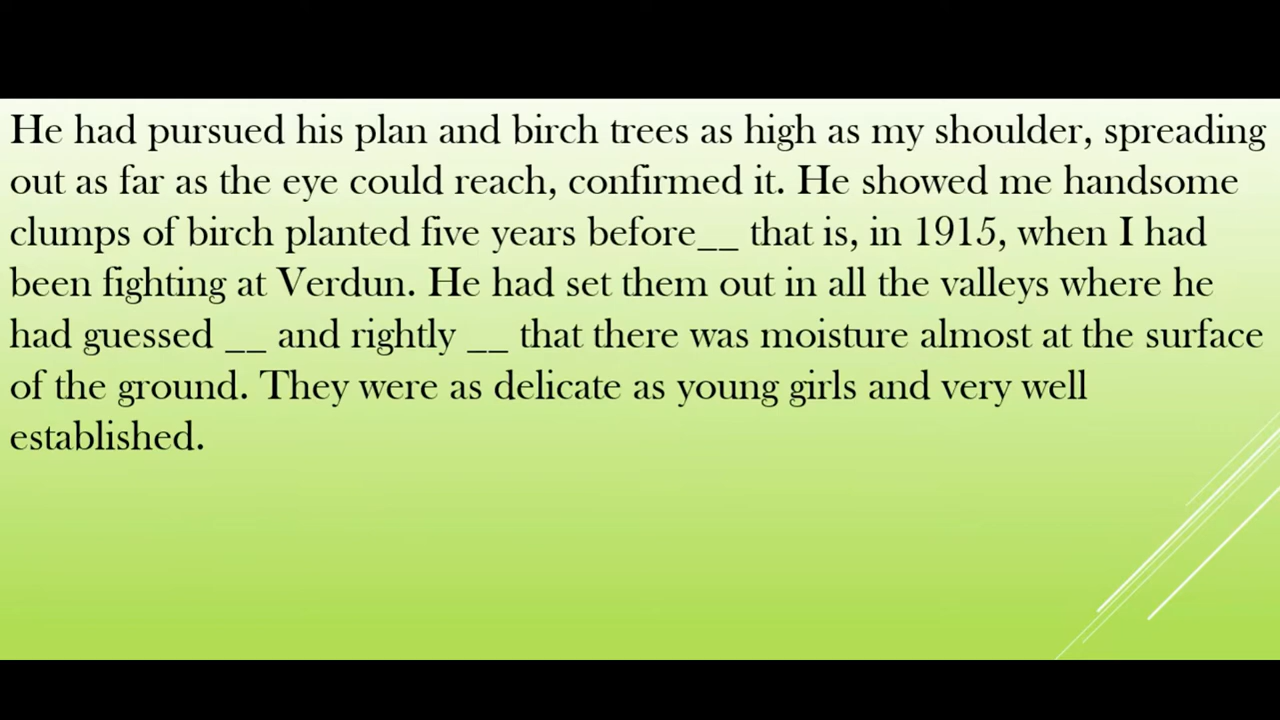 He had pursued his plan and birch trees as high as my shoulder, spreading
out as far as the eye could reach, confirmed it. He showed me handsome
clumps of birch planted five years before__ that is, in 1915, when I had
been fighting at Verdun. He had set them out in all the valleys where he
had guessed __ and rightly __ that there was moisture almost at the surface
of the ground. They were as delicate as young girls and very well
established.